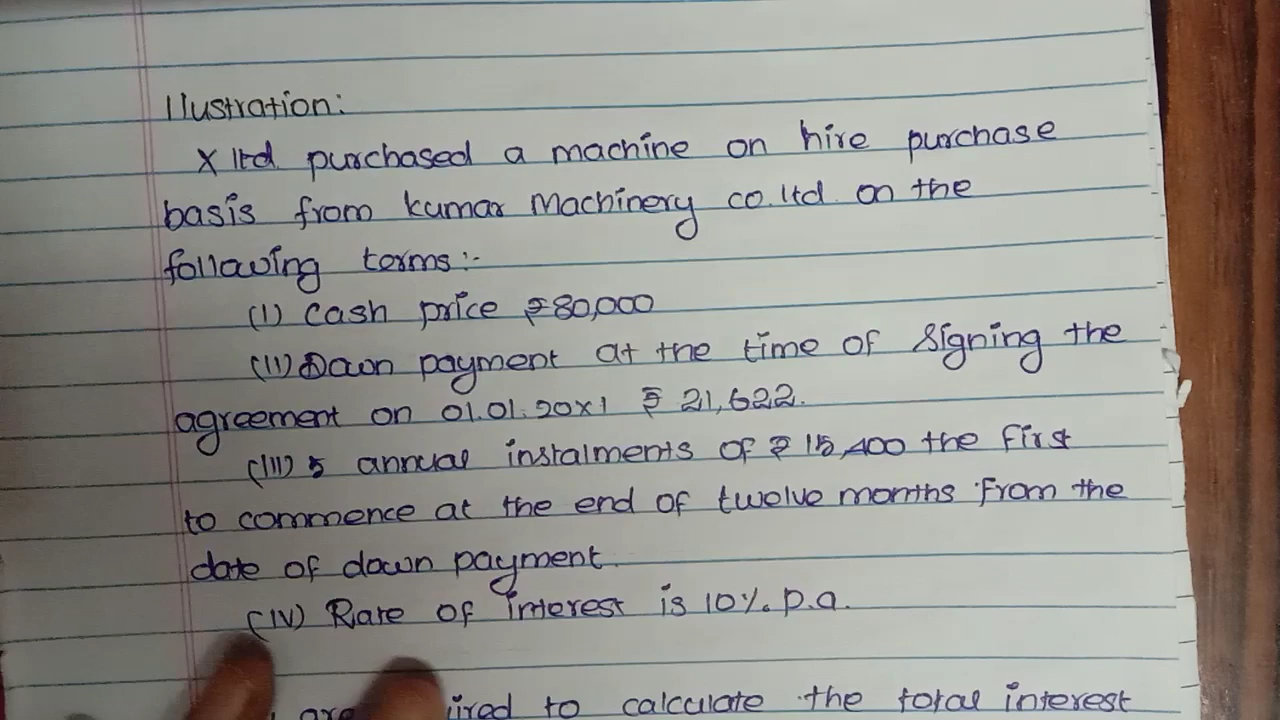 Illustration:
X ltd purchased a machine on hire purchase
basis from kumar Machinery co. ltd. on the
following terms:-
(I) Cash price ₹80,000
(II) Down payment at the time of signing the
agreement on 01.01.20x1 ₹ 21,622.
(III) 5 annual instalments of ₹ 15,400 the first
to commence at the end of twelve months from the
date of down payment.
(IV) Rate of interest is 10% p.a.
are to calculate the total interest